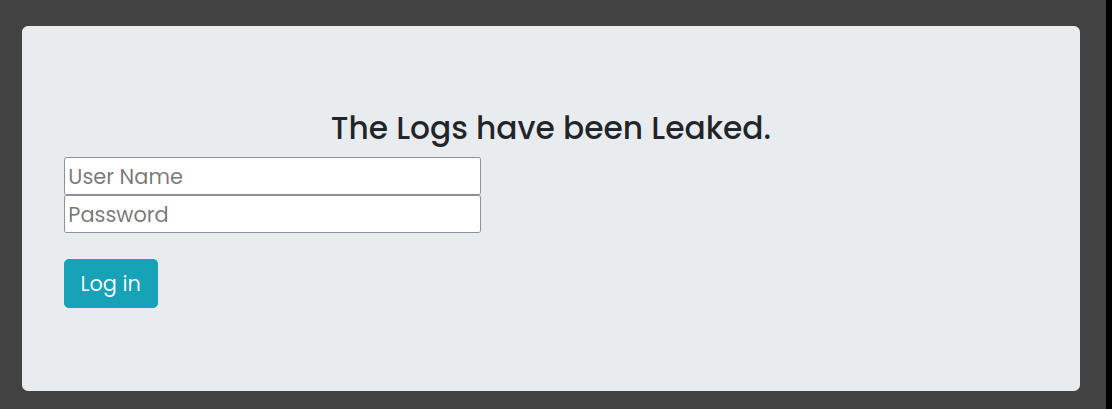 The Logs have been Leaked.
User Name
Password
Log in